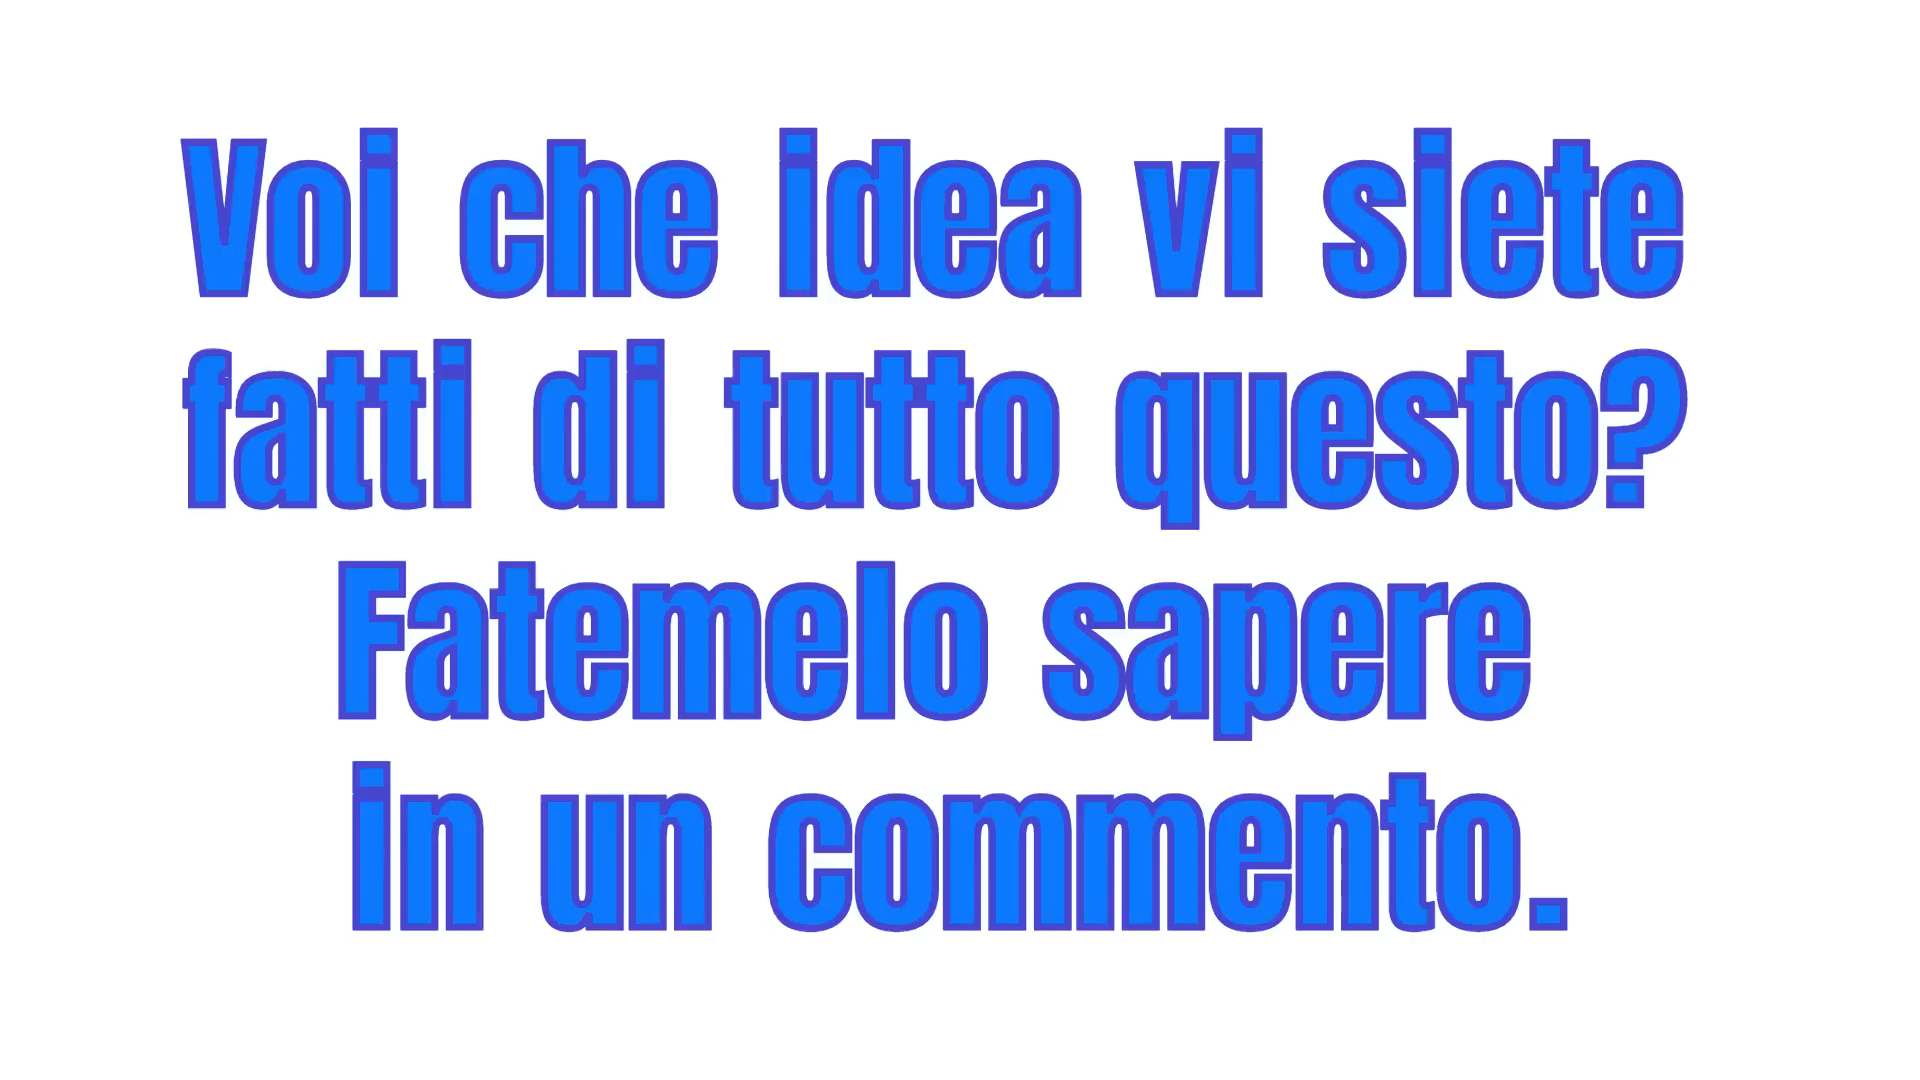 Voi che idea vi siete
fatti di tutto questo?
Fatemelo sapere
in un commento.